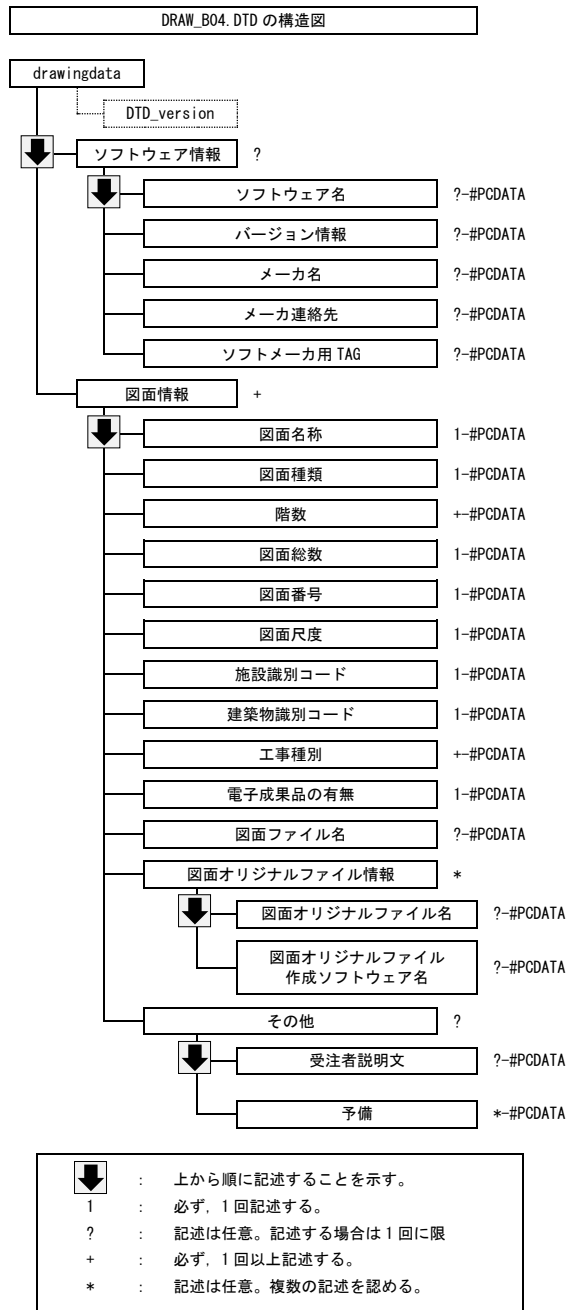 DRAW_B04.DTD の構造図
drawingdata
DTD_version
ソフトウェア情報 ?
ソフトウェア名 ?-#PCDATA
バージョン情報 ?-#PCDATA
メーカ名 ?-#PCDATA
メーカ連絡先 ?-#PCDATA
ソフトメーカ用 TAG ?-#PCDATA
図面情報 +
図面名称 1-#PCDATA
図面種類 1-#PCDATA
階数 +-#PCDATA
図面総数 1-#PCDATA
図面番号 1-#PCDATA
図面尺度 1-#PCDATA
施設識別コード 1-#PCDATA
建築物識別コード 1-#PCDATA
工事種別 +-#PCDATA
電子成果品の有無 1-#PCDATA
図面ファイル名 ?-#PCDATA
図面オリジナルファイル情報 *
図面オリジナルファイル名 ?-#PCDATA
図面オリジナルファイル
作成ソフトウェア名 ?-#PCDATA
その他 ?
受注者説明文 ?-#PCDATA
予備 *-#PCDATA
: 上から順に記述することを示す。
1 : 必ず，1 回記述する。
? : 記述は任意。記述する場合は 1 回に限
+ : 必ず，1 回以上記述する。
* : 記述は任意。複数の記述を認める。